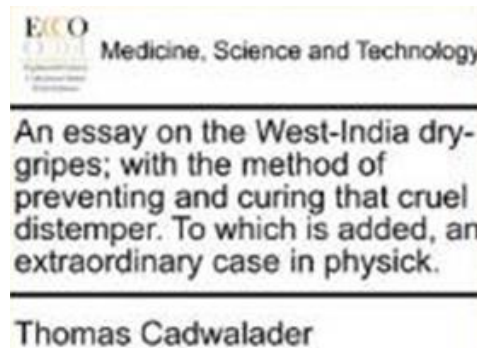 ECCO
Medicine, Science and Technology
An essay on the West-India dry-
gripes; with the method of
preventing and curing that cruel
distemper. To which is added, an
extraordinary case in physick.
Thomas Cadwalader